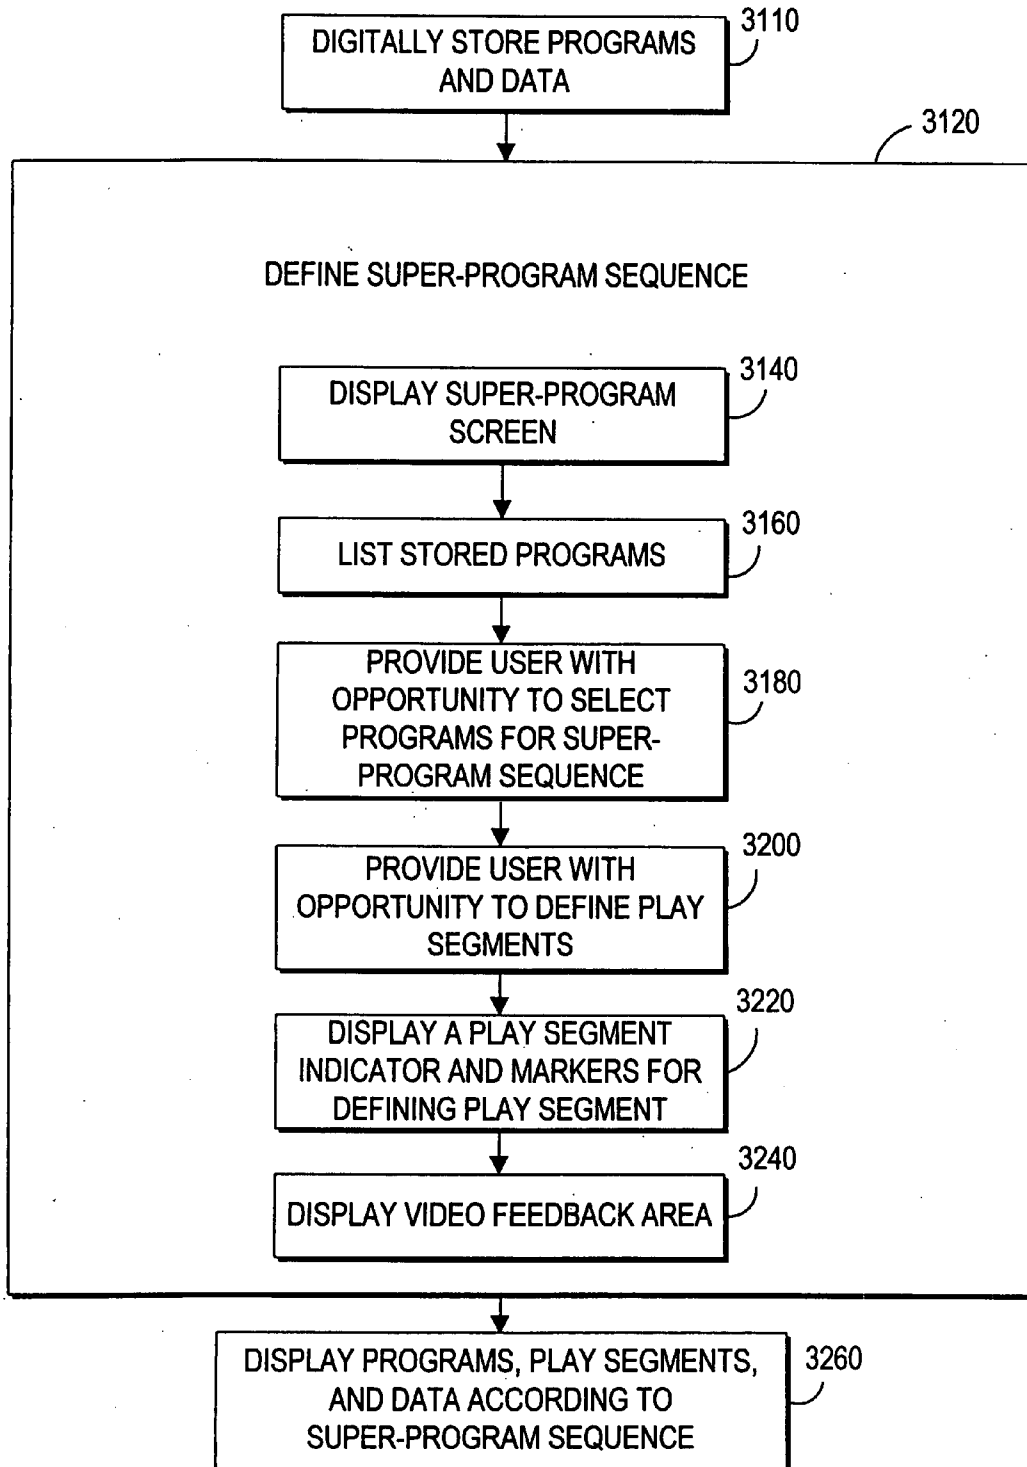 3110
DIGITALLY STORE PROGRAMS
AND DATA
3120
DEFINE SUPER-PROGRAM SEQUENCE
3140
DISPLAY SUPER-PROGRAM
SCREEN
3160
LIST STORED PROGRAMS
3180
PROVIDE USER WITH
OPPORTUNITY TO SELECT
PROGRAMS FOR SUPER-
PROGRAM SEQUENCE
3200
PROVIDE USER WITH
OPPORTUNITY TO DEFINE PLAY
SEGMENTS
3220
DISPLAY A PLAY SEGMENT
INDICATOR AND MARKERS FOR
DEFINING PLAY SEGMENT
3240
DISPLAY VIDEO FEEDBACK AREA
3260
DISPLAY PROGRAMS, PLAY SEGMENTS,
AND DATA ACCORDING TO
SUPER-PROGRAM SEQUENCE